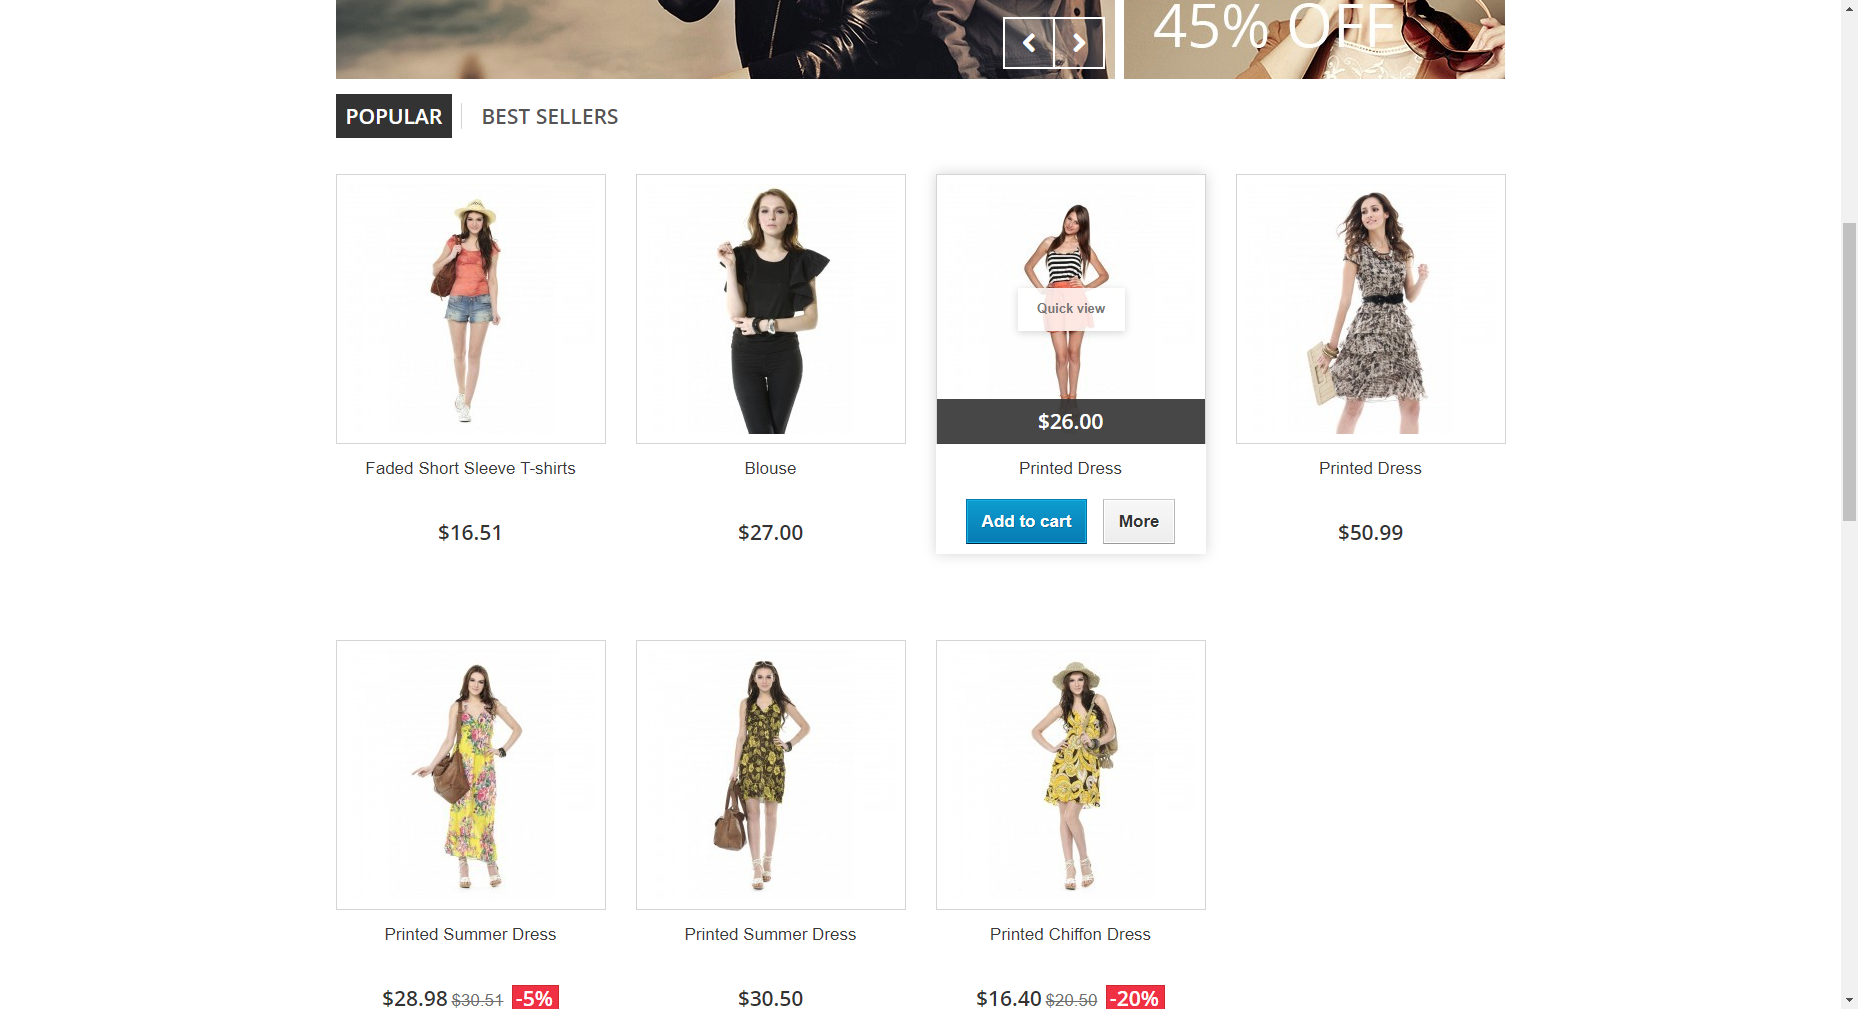 45% OFF
POPULAR
BEST SELLERS
Quick view
$26.00
Faded Short Sleeve T-shirts
Blouse
Printed Dress
Printed Dress
$16.51
$27.00
Add to cart
More
$50.99
Printed Summer Dress
Printed Summer Dress
Printed Chiffon Dress
$28.98 $30.51 -5%
$30.50
$16.40 $20.50 -20%